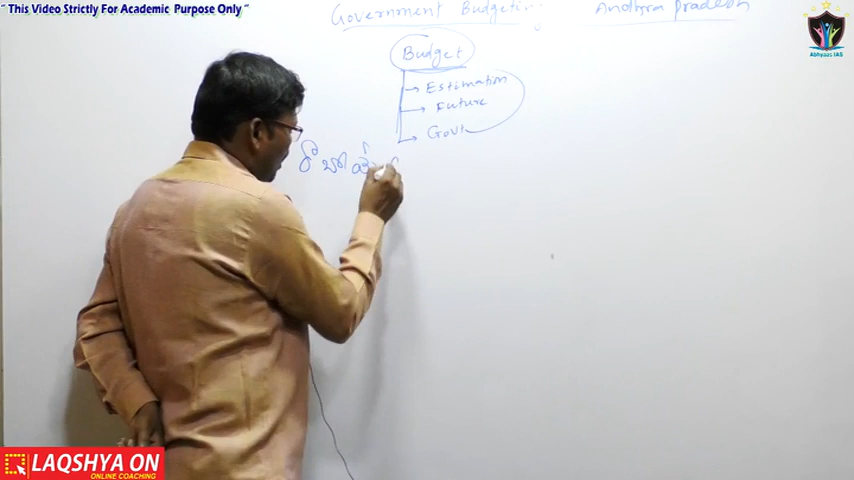 " This Video Strictly For Academic Purpose Only "
Government Budgeting Andhra Pradesh
Budget
Estimation
Future
Govt
Abhyaas IAS
LAQSHYA ON
ONLINE COACHING